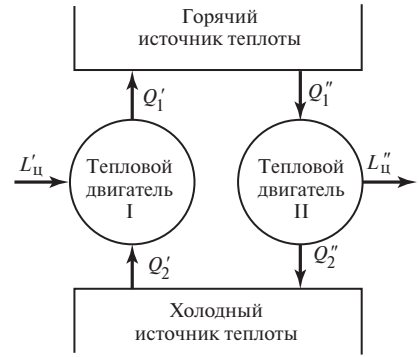 Горячий
источник теплоты
Q₁′
Q₁″
L′ц
Тепловой
двигатель
I
Тепловой
двигатель
II
L″ц
Q₂′
Q₂″
Холодный
источник теплоты